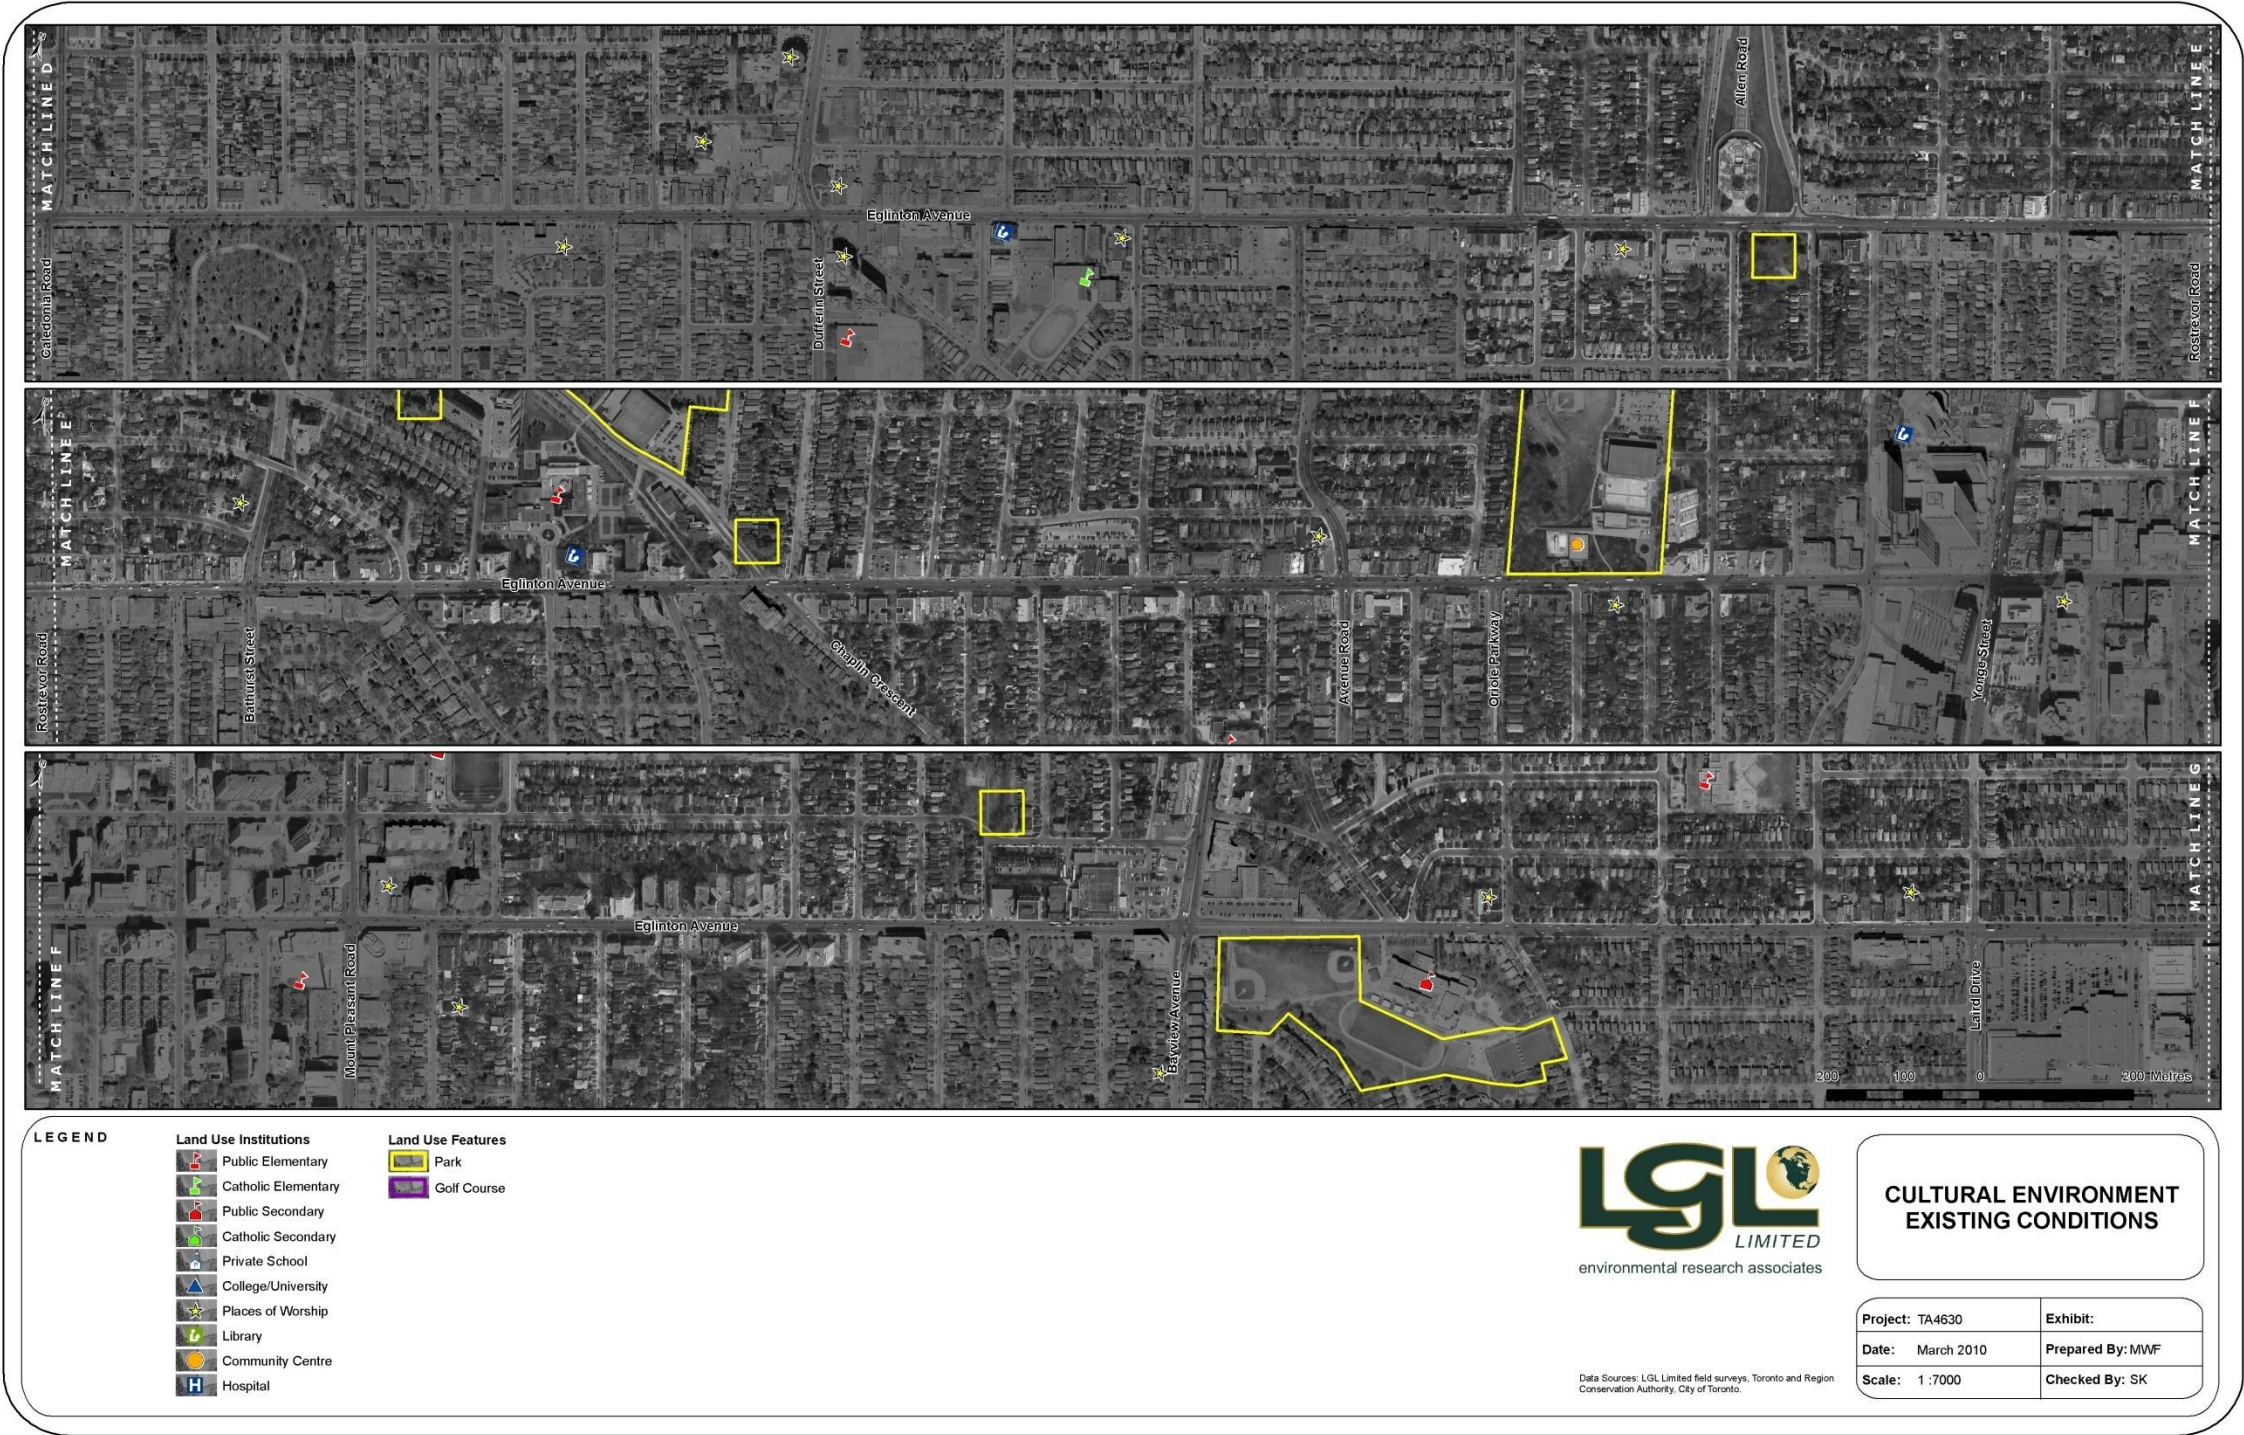 MATCH LINE D
Caledonia Road
Dufferin Street
Eglinton Avenue
Allen Road
MATCH LINE E
Rostrevor Road
MATCH LINE E
Rostrevor Road
Bathurst Street
Eglinton Avenue
Chaplin Crescent
Avenue Road
Oriole Parkway
Yonge Street
MATCH LINE F
MATCH LINE F
Mount Pleasant Road
Eglinton Avenue
Bayview Avenue
Laird Drive
MATCH LINE G
200 100 0 200 Metres
LEGEND
Land Use Institutions
Public Elementary
Catholic Elementary
Public Secondary
Catholic Secondary
Private School
College/University
Places of Worship
Library
Community Centre
H Hospital
Land Use Features
Park
Golf Course
LGL
LIMITED
environmental research associates
Data Sources: LGL Limited field surveys, Toronto and Region
Conservation Authority, City of Toronto.
CULTURAL ENVIRONMENT
EXISTING CONDITIONS
Project: TA4630 Exhibit:
Date: March 2010 Prepared By: MWF
Scale: 1 :7000 Checked By: SK